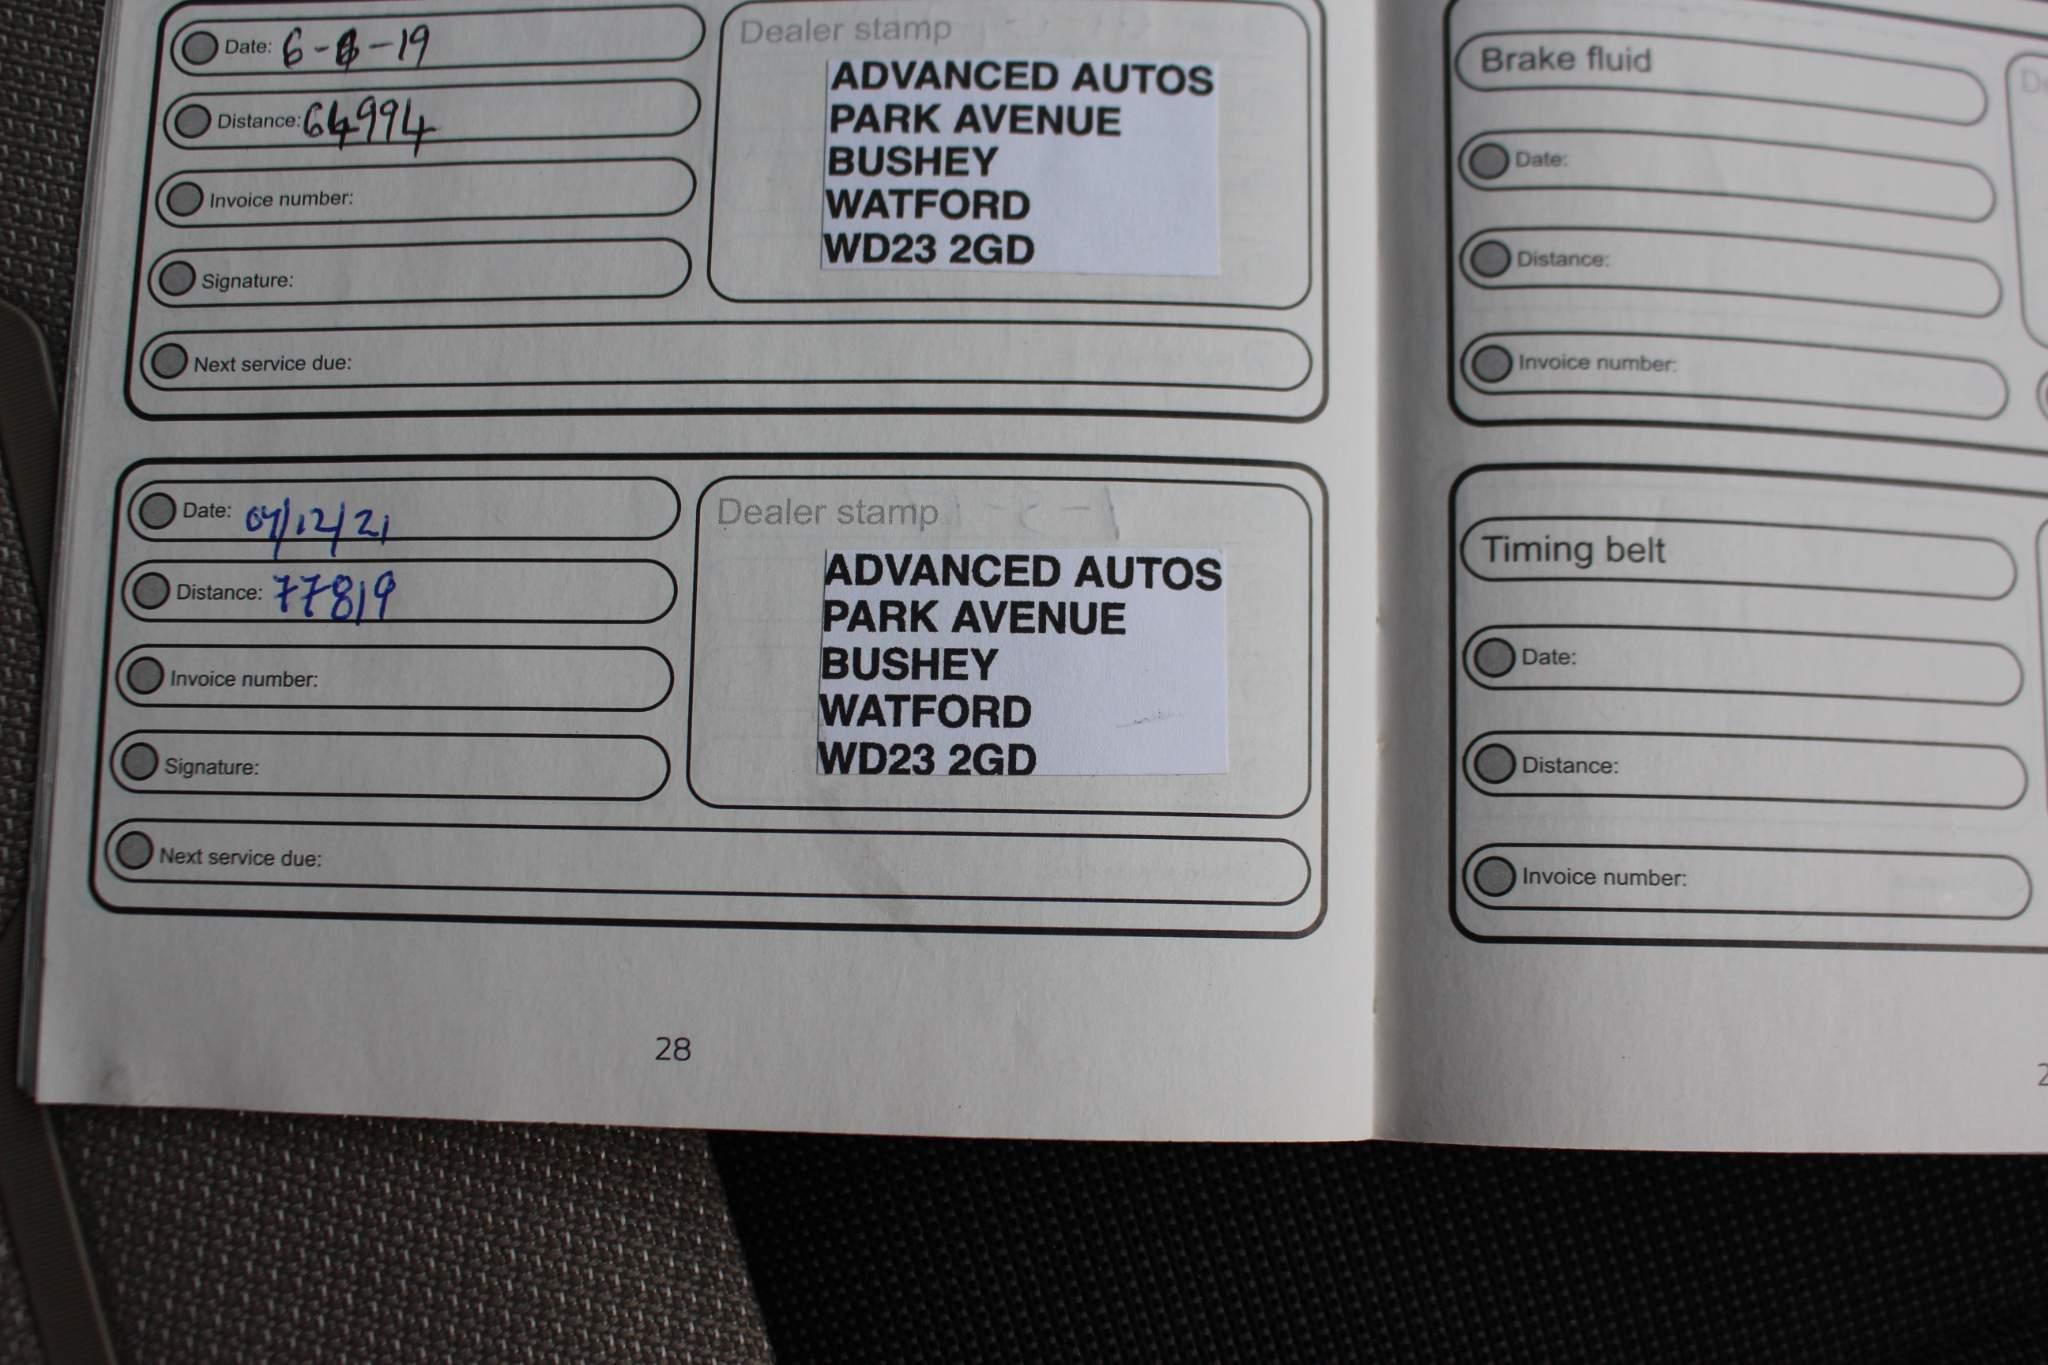 Date: 6-6-19
Distance: 64994
Invoice number:
Signature:
Next service due:
Dealer stamp
ADVANCED AUTOS
PARK AVENUE
BUSHEY
WATFORD
WD23 2GD
Date: 07/12/21
Distance: 77819
Invoice number:
Signature:
Next service due:
Dealer stamp
ADVANCED AUTOS
PARK AVENUE
BUSHEY
WATFORD
WD23 2GD
28
Brake fluid
Date:
Distance:
Invoice number:
Timing belt
Date:
Distance:
Invoice number: